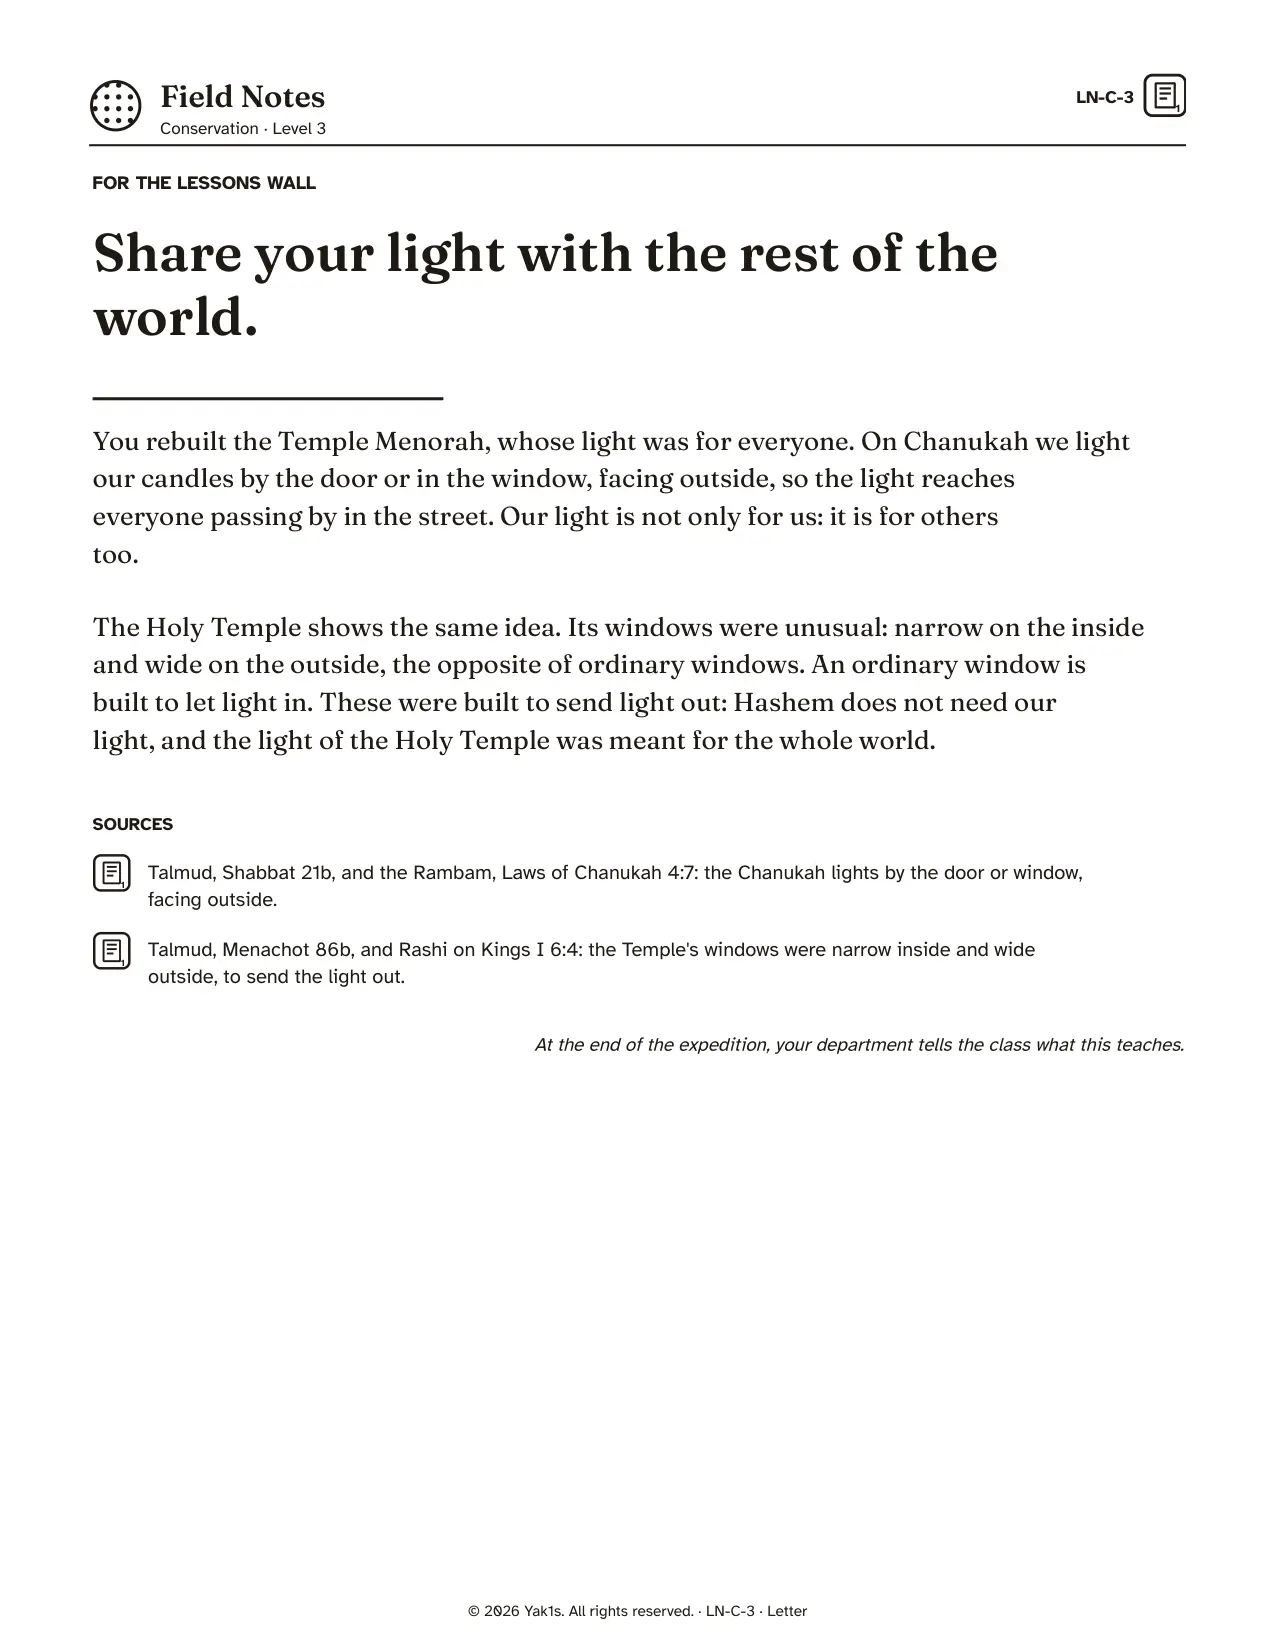 Field Notes
Conservation · Level 3
LN-C-3
1
FOR THE LESSONS WALL
Share your light with the rest of the
world.
You rebuilt the Temple Menorah, whose light was for everyone. On Chanukah we light
our candles by the door or in the window, facing outside, so the light reaches
everyone passing by in the street. Our light is not only for us: it is for others
too.
The Holy Temple shows the same idea. Its windows were unusual: narrow on the inside
and wide on the outside, the opposite of ordinary windows. An ordinary window is
built to let light in. These were built to send light out: Hashem does not need our
light, and the light of the Holy Temple was meant for the whole world.
SOURCES
1
Talmud, Shabbat 21b, and the Rambam, Laws of Chanukah 4:7: the Chanukah lights by the door or window,
facing outside.
1
Talmud, Menachot 86b, and Rashi on Kings I 6:4: the Temple's windows were narrow inside and wide
outside, to send the light out.
At the end of the expedition, your department tells the class what this teaches.
© 2026 Yak1s. All rights reserved. · LN-C-3 · Letter